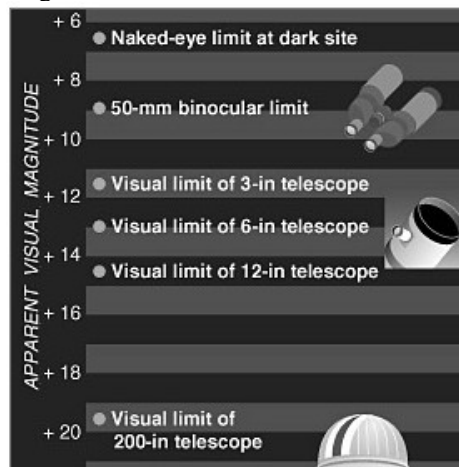 + 6
Naked-eye limit at dark site
+ 8
50-mm binocular limit
+ 10
Visual limit of 3-in telescope
+ 12
Visual limit of 6-in telescope
+ 14
Visual limit of 12-in telescope
+ 16
+ 18
Visual limit of
+ 20
200-in telescope
APPARENT VISUAL MAGNITUDE